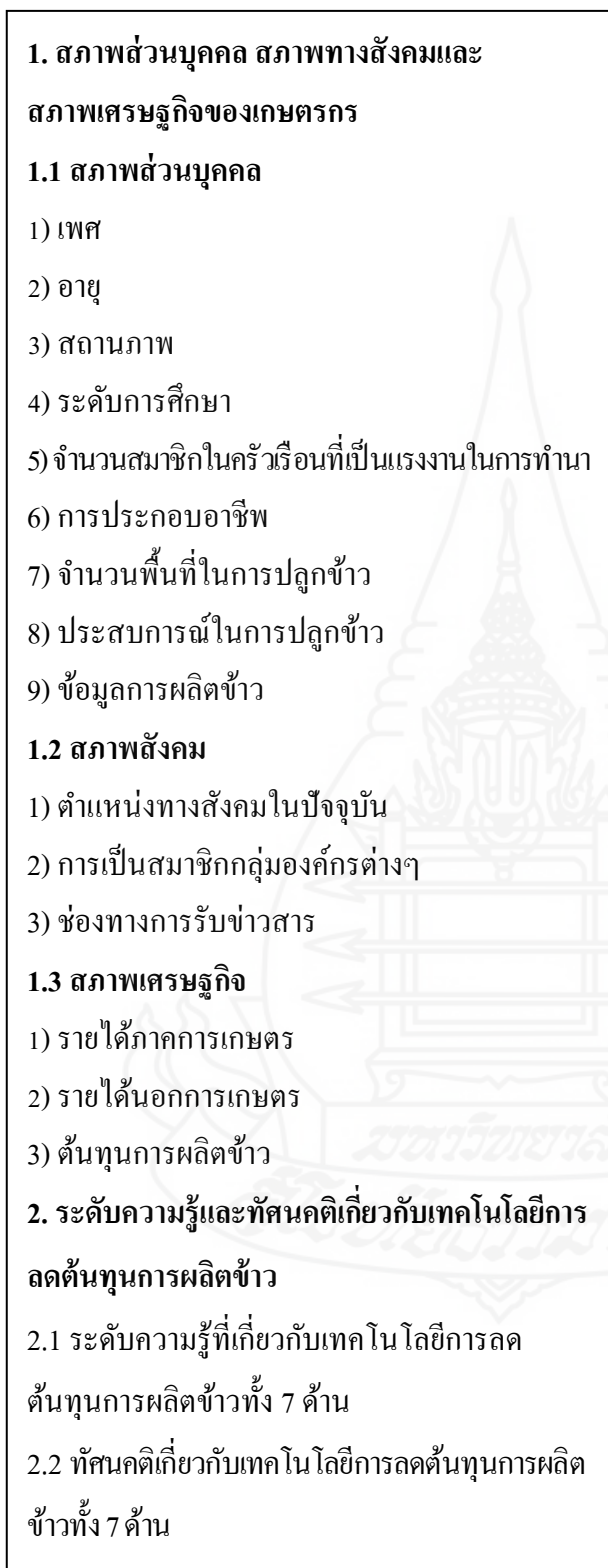 1. สภาพส่วนบุคคล สภาพทางสังคมและ
สภาพเศรษฐกิจของเกษตรกร
1.1 สภาพส่วนบุคคล
1) เพศ
2) อายุ
3) สถานภาพ
4) ระดับการศึกษา
5) จำนวนสมาชิกในครัวเรือนที่เป็นแรงงานในการทำนา
6) การประกอบอาชีพ
7) จำนวนพื้นที่ในการปลูกข้าว
8) ประสบการณ์ในการปลูกข้าว
9) ข้อมูลการผลิตข้าว
1.2 สภาพสังคม
1) ตำแหน่งทางสังคมในปัจจุบัน
2) การเป็นสมาชิกกลุ่มองค์กรต่างๆ
3) ช่องทางการรับข่าวสาร
1.3 สภาพเศรษฐกิจ
1) รายได้ภาคการเกษตร
2) รายได้นอกการเกษตร
3) ต้นทุนการผลิตข้าว
2. ระดับความรู้และทัศนคติเกี่ยวกับเทคโนโลยีการ
ลดต้นทุนการผลิตข้าว
2.1 ระดับความรู้ที่เกี่ยวกับเทคโนโลยีการลด
ต้นทุนการผลิตข้าวทั้ง 7 ด้าน
2.2 ทัศนคติเกี่ยวกับเทคโนโลยีการลดต้นทุนการผลิต
ข้าวทั้ง 7 ด้าน